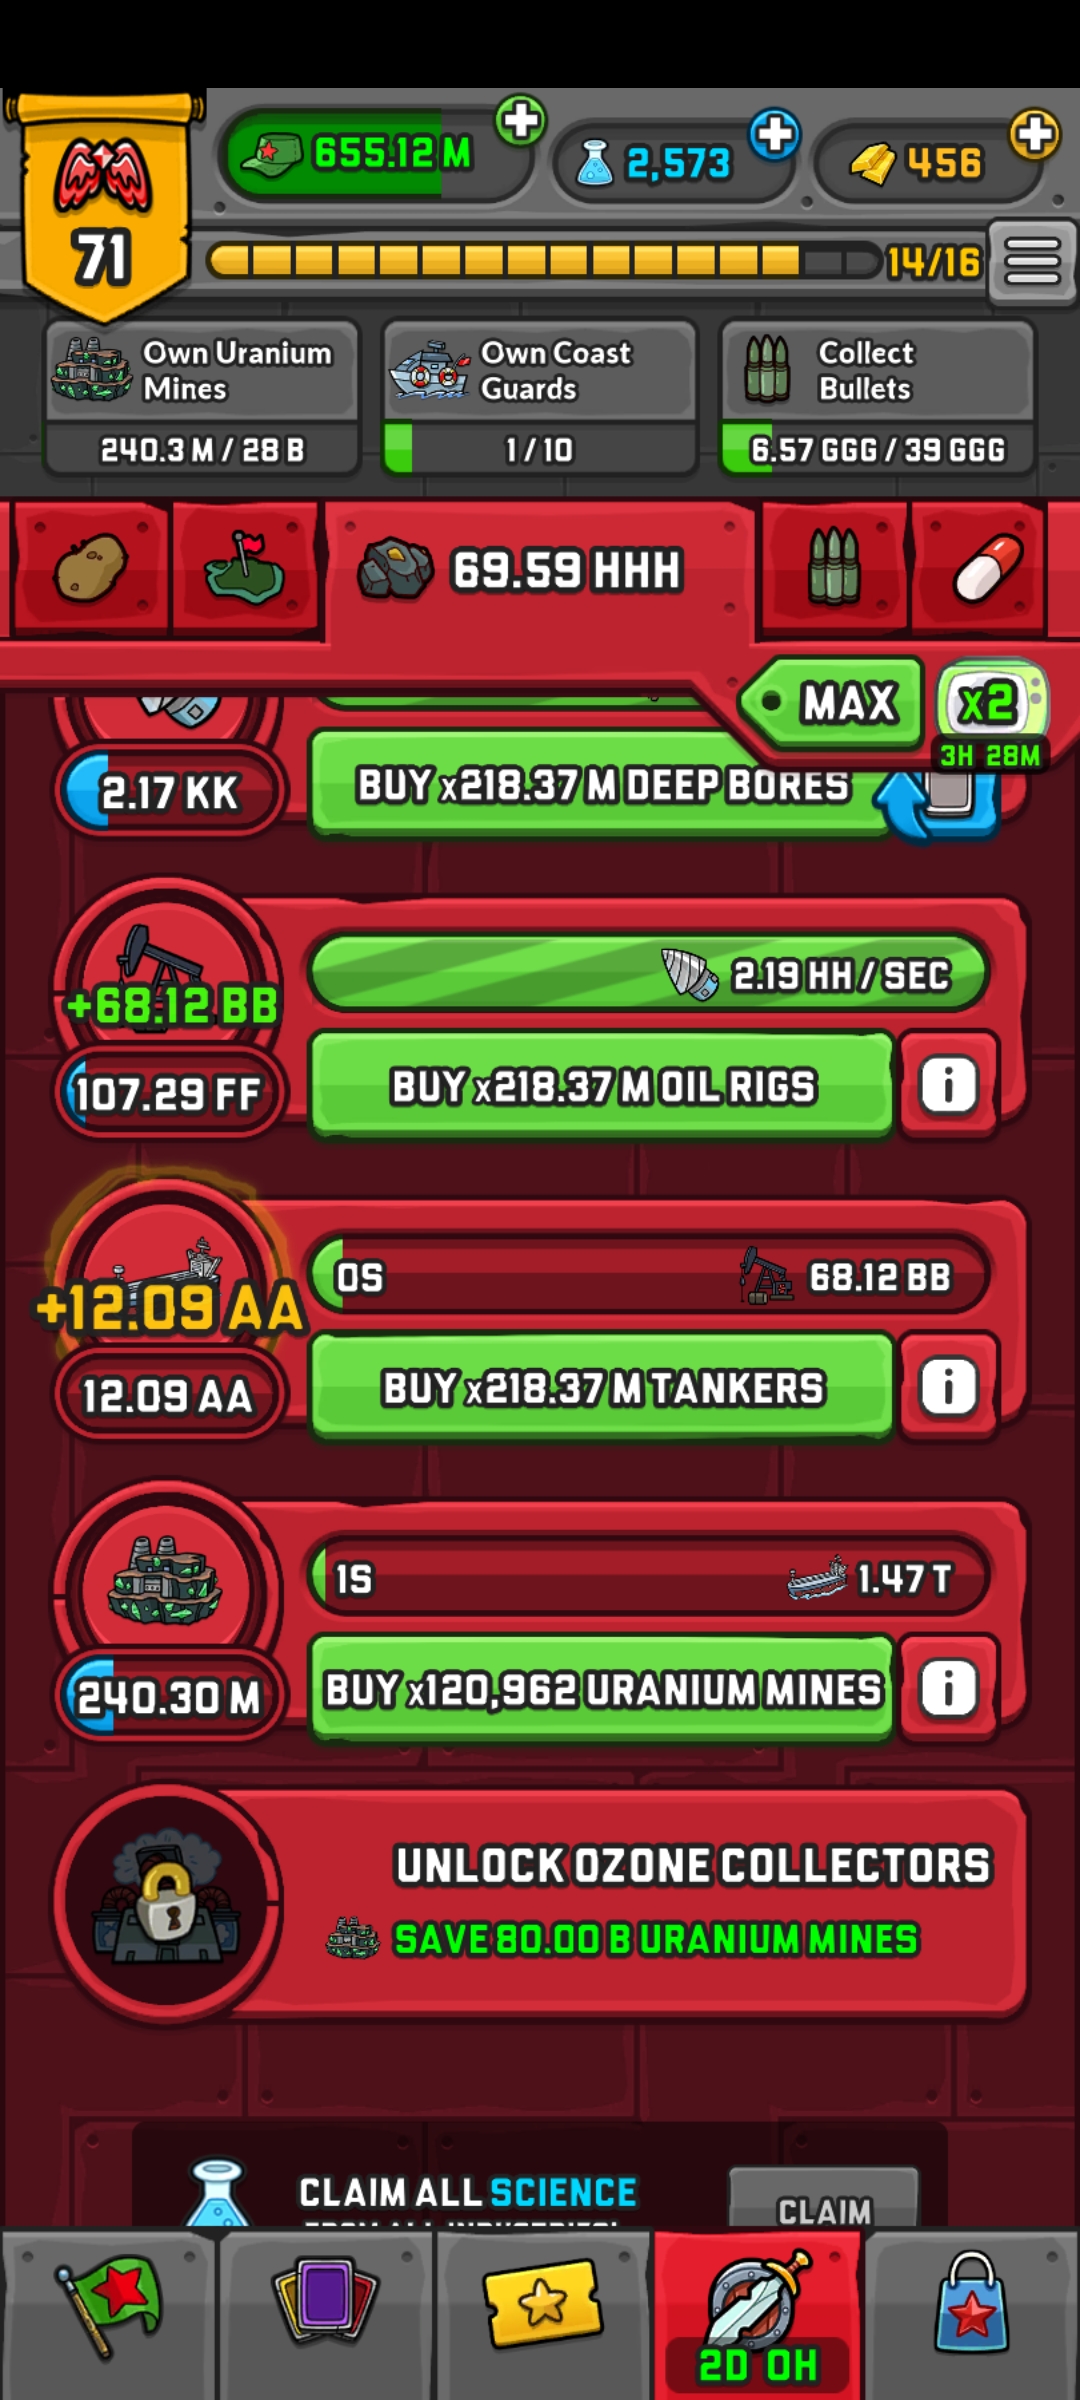 655.12 M
2,573
456
71
14/16
Own Uranium
Mines
240.3 M / 28 B
Own Coast
Guards
1 / 10
Collect
Bullets
6.57 GGG / 39 GGG
69.59 HHH
MAX
x2
3H 28M
2.17 KK
BUY x218.37 M DEEP BORES
+68.12 BB
2.19 HH / SEC
107.29 FF
BUY x218.37 M OIL RIGS
i
+12.09 AA
0S
68.12 BB
12.09 AA
BUY x218.37 M TANKERS
i
1S
1.47 T
240.30 M
BUY x120,962 URANIUM MINES
i
UNLOCK OZONE COLLECTORS
SAVE 80.00 B URANIUM MINES
CLAIM ALL SCIENCE
FROM ALL INDUSTRIES!
CLAIM
2D 0H